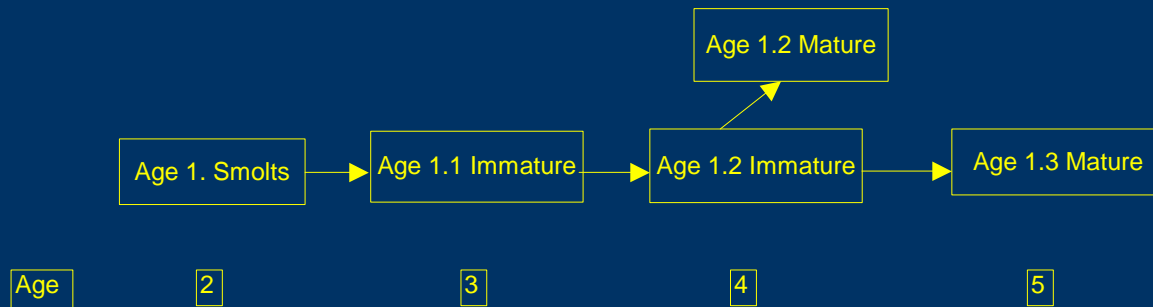 Age 1.2 Mature
Age 1. Smolts
Age 1.1 Immature
Age 1.2 Immature
Age 1.3 Mature
Age
2
3
4
5